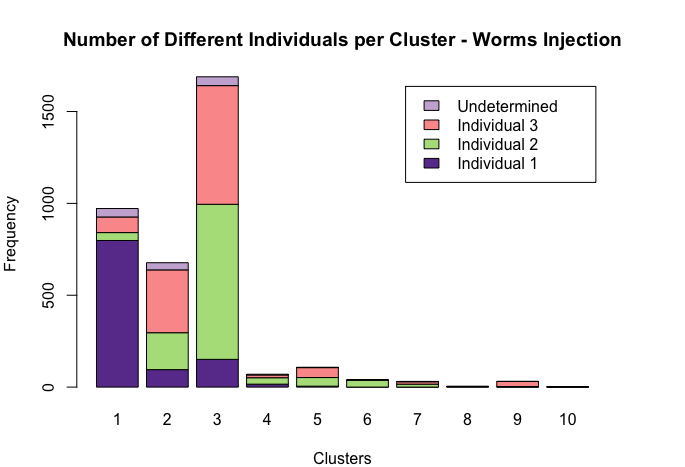 Number of Different Individuals per Cluster - Worms Injection
Undetermined
Individual 3
Individual 2
Individual 1
Frequency
1500
1000
500
0
1 2 3 4 5 6 7 8 9 10
Clusters